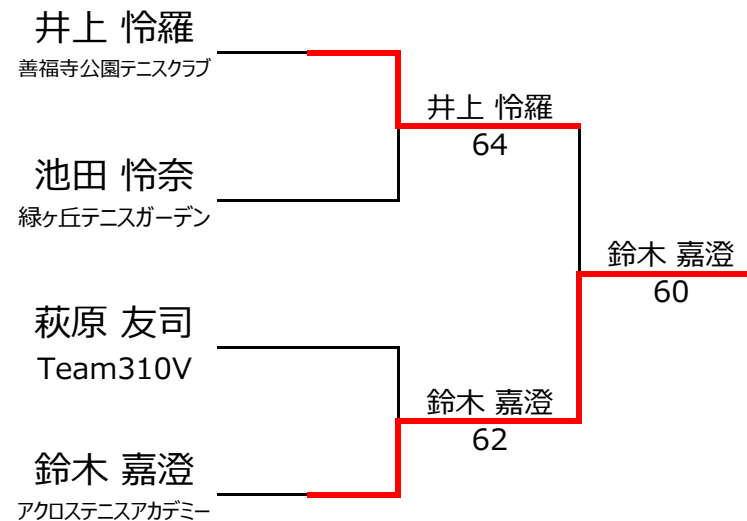 井上 怜羅
善福寺公園テニスクラブ
井上 怜羅
64
池田 怜奈
緑ヶ丘テニスガーデン
鈴木 嘉澄
60
萩原 友司
Team310V
鈴木 嘉澄
62
鈴木 嘉澄
アクロステニスアカデミー